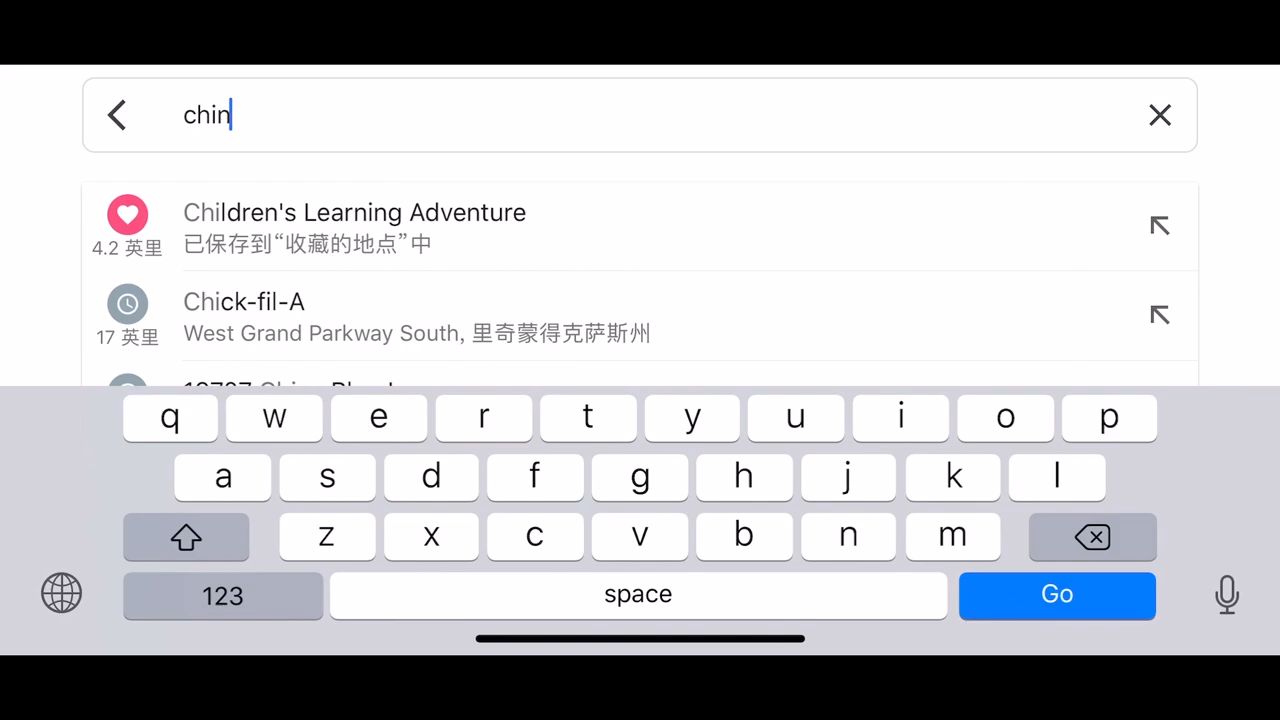 chin
Children's Learning Adventure
4.2 英里
已保存到“收藏的地点”中
Chick-fil-A
17 英里
West Grand Parkway South, 里奇蒙得克萨斯州
q w e r t y u i o p
a s d f g h j k l
z x c v b n m
123 space Go